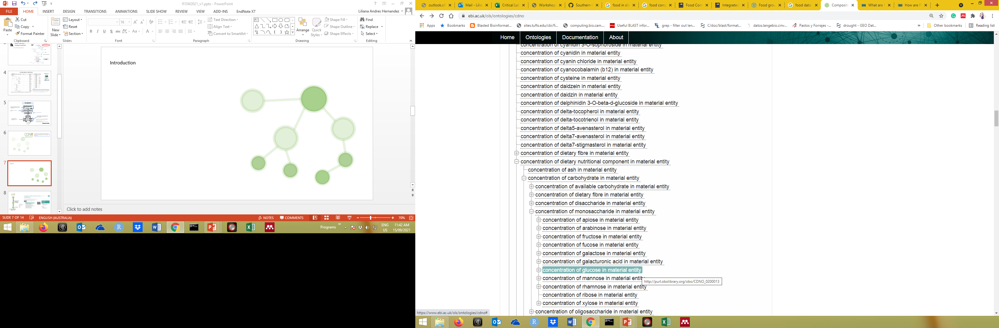 IFOW2021_v1.pptx - PowerPoint
FILE HOME INSERT DESIGN TRANSITIONS ANIMATIONS SLIDE SHOW REVIEW VIEW ADD-INS EndNote X7
Liliana Andres Hernandez
Paste
Cut
Copy
Format Painter
Clipboard
New Slide
Layout
Reset
Section
Slides
16
Font
Text Direction
Align Text
Convert to SmartArt
Paragraph
Arrange
Quick Styles
Shape Fill
Shape Outline
Shape Effects
Drawing
Find
Replace
Select
Editing
4
5
6
CDN
7
8
Introduction
Click to add notes
SLIDE 7 OF 14 ENGLISH (AUSTRALIA) NOTES COMMENTS 70%
Programs
ENG US
11:42 AM
15/09/2021
outlook.of
Mail - Lilia
Critical Lab
Workshop
Southern-
food in sli
food comp
Food Com
Integrated
Food grou
food data
Composit
What are
How are F
ebi.ac.uk/ols/ontologies/cdno
Apps
Bookmarks
Blasted Bioinformat...
sites.tufts.edu/cbi/fi...
computing.bio.cam....
Useful BLAST infor...
grep - filter out len...
C/doc/blast/format...
datos.langebio.cinv...
Pastos y Forrajes -...
drought - GEO Dat...
Other bookmarks
Reading list
Home Ontologies Documentation About
concentration of cyanidin 3-O-sophoroside in material entity
concentration of cyanidin in material entity
concentration of cyanin chloride in material entity
concentration of cyanocobalamin (b12) in material entity
concentration of cysteine in material entity
concentration of daidzein in material entity
concentration of daidzin in material entity
concentration of delphinidin 3-O-beta-d-glucoside in material entity
concentration of delta-tocopherol in material entity
concentration of delta-tocotrienol in material entity
concentration of delta5-avenasterol in material entity
concentration of delta7-avenasterol in material entity
concentration of delta7-stigmasterol in material entity
concentration of dietary fibre in material entity
concentration of dietary nutritional component in material entity
concentration of ash in material entity
concentration of carbohydrate in material entity
concentration of available carbohydrate in material entity
concentration of dietary fibre in material entity
concentration of disaccharide in material entity
concentration of monosaccharide in material entity
concentration of apiose in material entity
concentration of arabinose in material entity
concentration of fructose in material entity
concentration of fucose in material entity
concentration of galactose in material entity
concentration of galacturonic acid in material entity
concentration of glucose in material entity
concentration of mannose in material entity
http://purl.obolibrary.org/obo/CDNO_0200013
concentration of rhamnose in material entity
concentration of ribose in material entity
concentration of xylose in material entity
concentration of oligosaccharide in material entity
https://www.ebi.ac.uk/ols/ontologies/cdno#